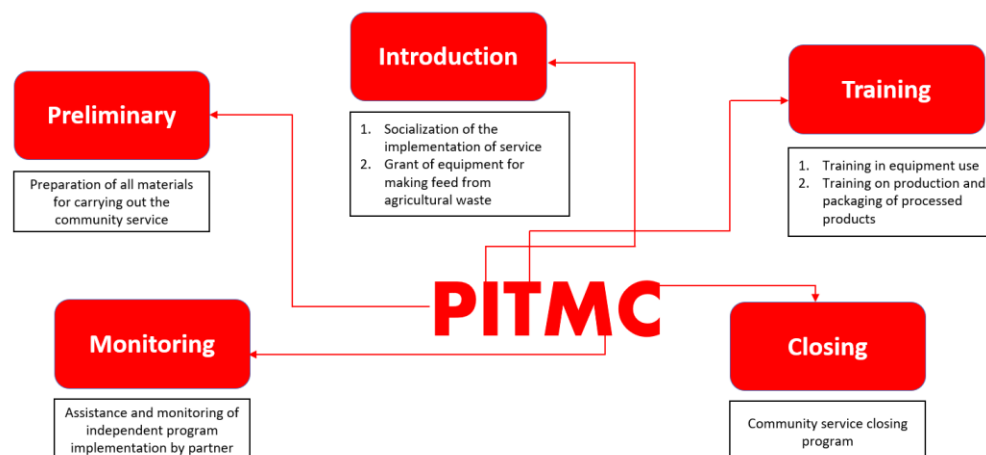 Introduction
1. Socialization of the
implementation of service
2. Grant of equipment for
making feed from
agricultural waste
Preliminary
Preparation of all materials
for carrying out the
community service
Training
1. Training in equipment use
2. Training on production and
packaging of processed
products
PITMC
Monitoring
Assistance and monitoring of
independent program
implementation by partner
Closing
Community service closing
program